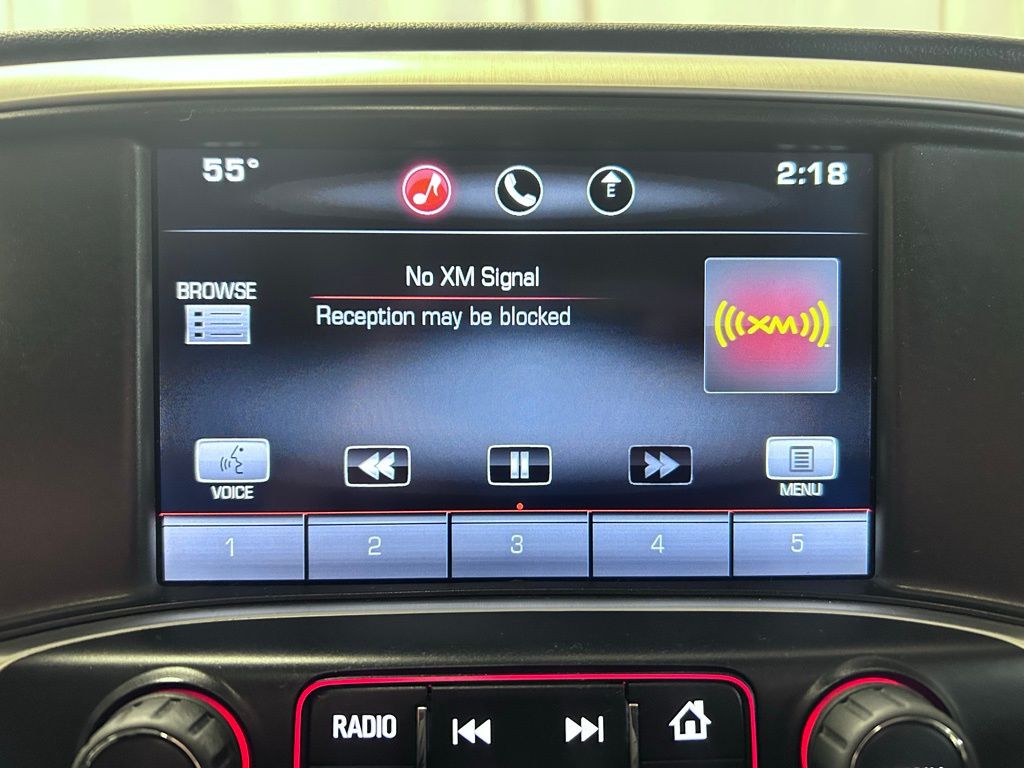 55°
2:18
E
No XM Signal
BROWSE
Reception may be blocked
XM
VOICE
MENU
1 2 3 4 5
RADIO